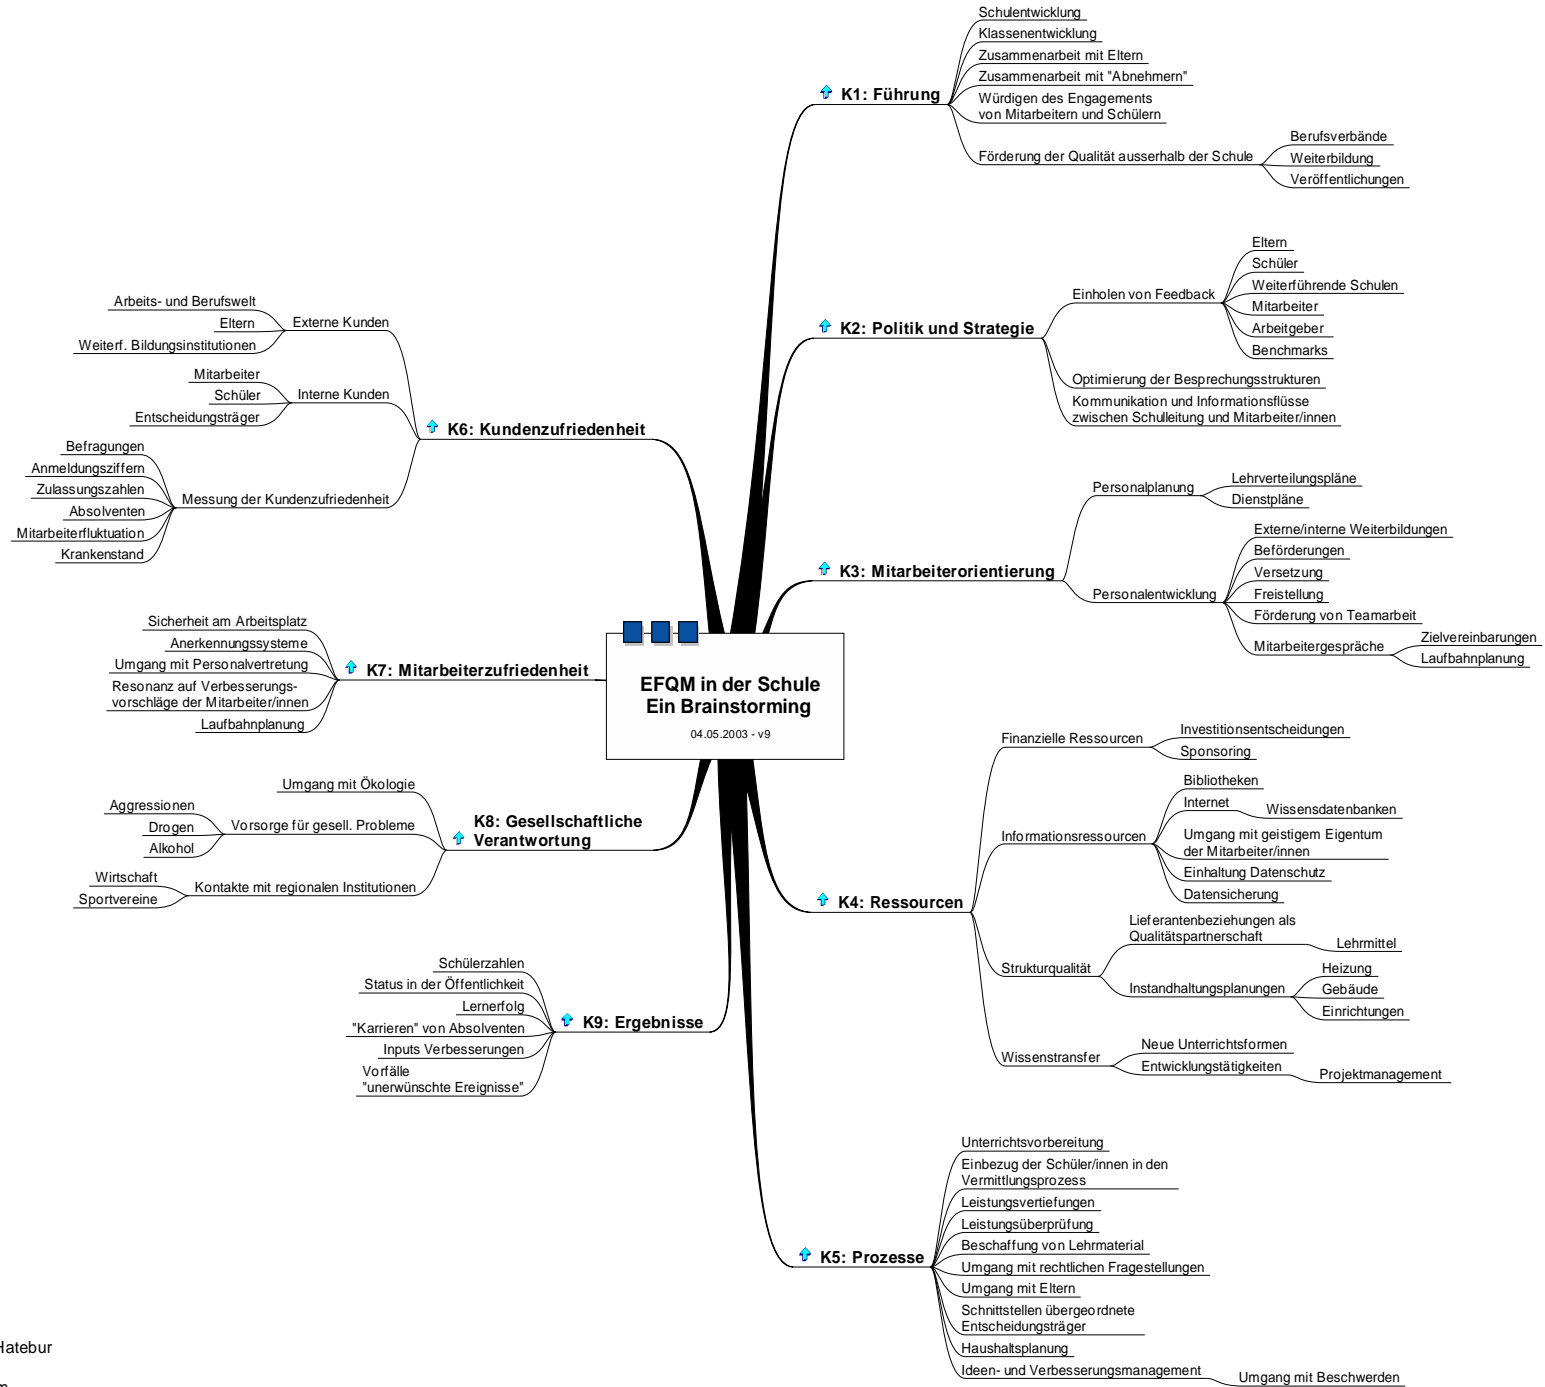 EFQM in der Schule
Ein Brainstorming
04.05.2003 - v9
K1: Führung
Schulentwicklung
Klassenentwicklung
Zusammenarbeit mit Eltern
Zusammenarbeit mit "Abnehmern"
Würdigen des Engagements
von Mitarbeitern und Schülern
Förderung der Qualität ausserhalb der Schule
Berufsverbände
Weiterbildung
Veröffentlichungen
K2: Politik und Strategie
Einholen von Feedback
Eltern
Schüler
Weiterführende Schulen
Mitarbeiter
Arbeitgeber
Benchmarks
Optimierung der Besprechungsstrukturen
Kommunikation und Informationsflüsse
zwischen Schulleitung und Mitarbeiter/innen
K3: Mitarbeiterorientierung
Personalplanung
Lehrverteilungspläne
Dienstpläne
Personalentwicklung
Externe/interne Weiterbildungen
Beförderungen
Versetzung
Freistellung
Förderung von Teamarbeit
Mitarbeitergespräche
Zielvereinbarungen
Laufbahnplanung
K4: Ressourcen
Finanzielle Ressourcen
Investitionsentscheidungen
Sponsoring
Informationsressourcen
Bibliotheken
Internet
Wissensdatenbanken
Umgang mit geistigem Eigentum
der Mitarbeiter/innen
Einhaltung Datenschutz
Datensicherung
Strukturqualität
Lieferantenbeziehungen als
Qualitätspartnerschaft
Lehrmittel
Instandhaltungsplanungen
Heizung
Gebäude
Einrichtungen
Wissenstransfer
Neue Unterrichtsformen
Entwicklungstätigkeiten
Projektmanagement
K5: Prozesse
Unterrichtsvorbereitung
Einbezug der Schüler/innen in den
Vermittlungsprozess
Leistungsvertiefungen
Leistungsüberprüfung
Beschaffung von Lehrmaterial
Umgang mit rechtlichen Fragestellungen
Umgang mit Eltern
Schnittstellen übergeordnete
Entscheidungsträger
Haushaltsplanung
Ideen- und Verbesserungsmanagement
Umgang mit Beschwerden
K6: Kundenzufriedenheit
Externe Kunden
Arbeits- und Berufswelt
Eltern
Weiterf. Bildungsinstitutionen
Interne Kunden
Mitarbeiter
Schüler
Entscheidungsträger
Messung der Kundenzufriedenheit
Befragungen
Anmeldungsziffern
Zulassungszahlen
Absolventen
Mitarbeiterfluktuation
Krankenstand
K7: Mitarbeiterzufriedenheit
Sicherheit am Arbeitsplatz
Anerkennungssysteme
Umgang mit Personalvertretung
Resonanz auf Verbesserungs-
vorschläge der Mitarbeiter/innen
Laufbahnplanung
K8: Gesellschaftliche
Verantwortung
Umgang mit Ökologie
Vorsorge für gesell. Probleme
Aggressionen
Drogen
Alkohol
Kontakte mit regionalen Institutionen
Wirtschaft
Sportvereine
K9: Ergebnisse
Schülerzahlen
Status in der Öffentlichkeit
Lernerfolg
"Karrieren" von Absolventen
Inputs Verbesserungen
Vorfälle
"unerwünschte Ereignisse"
Hatebur